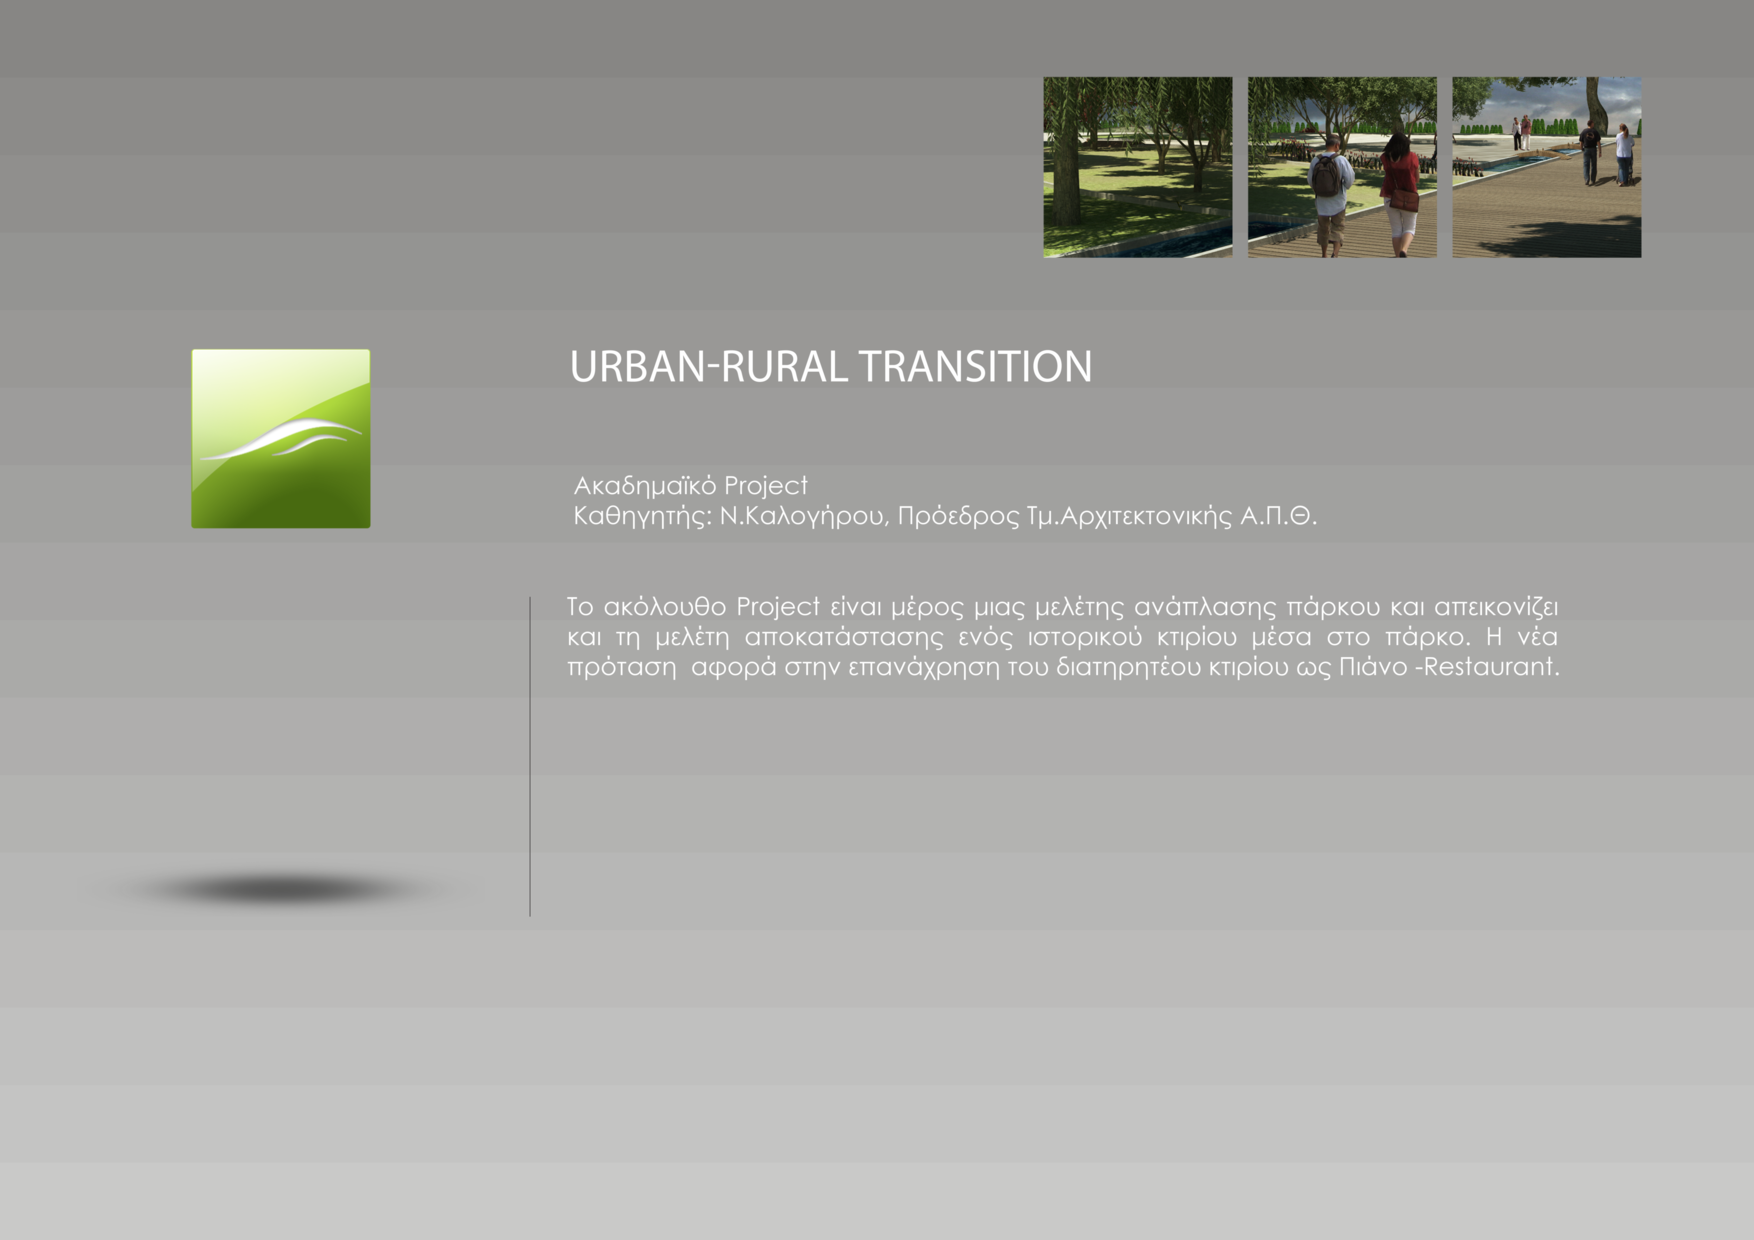 URBAN-RURAL TRANSITION
Ακαδημαϊκό Project
Καθηγητής: Ν.Καλογήρου, Πρόεδρος Τμ.Αρχιτεκτονικής Α.Π.Θ.
Το ακόλουθο Project είναι μέρος μιας μελέτης ανάπλασης πάρκου και απεικονίζει
και τη μελέτη αποκατάστασης ενός ιστορικού κτιρίου μέσα στο πάρκο. Η νέα
πρόταση αφορά στην επανάχρηση του διατηρητέου κτιρίου ως Πιάνο -Restaurant.